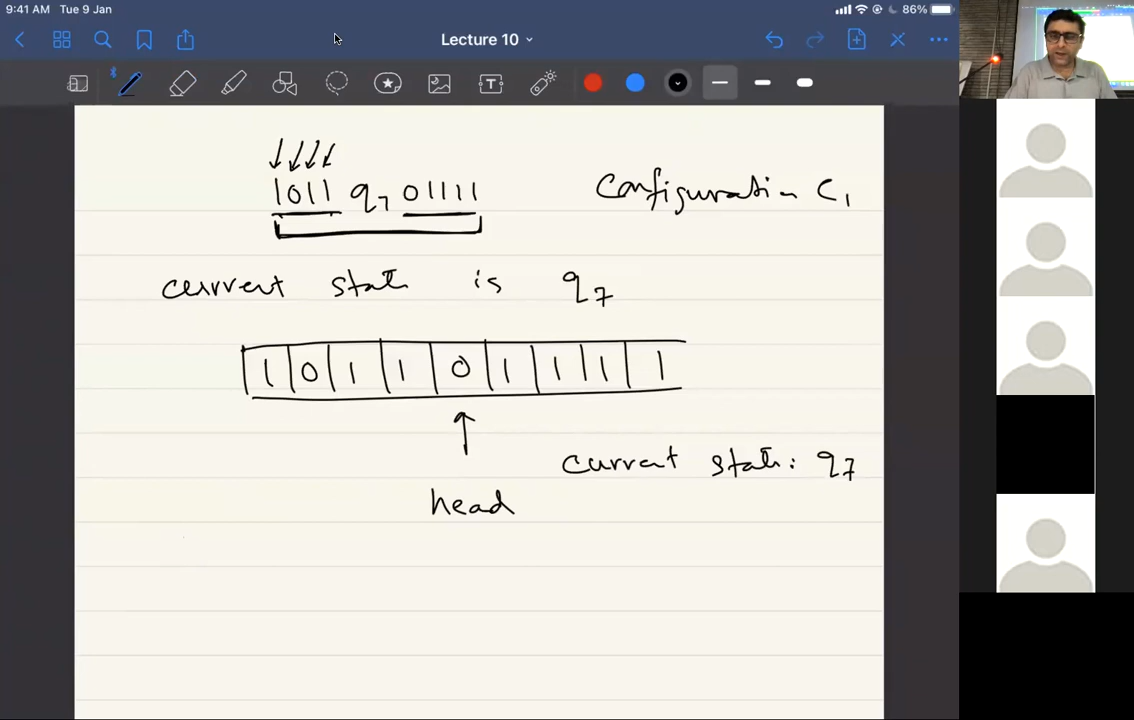 9:41 AM Tue 9 Jan 86%
Lecture 10
1011 q7 01111 Configuration C1
current state is q7
1 0 1 1 0 1 1 1 1
current state: q7
head